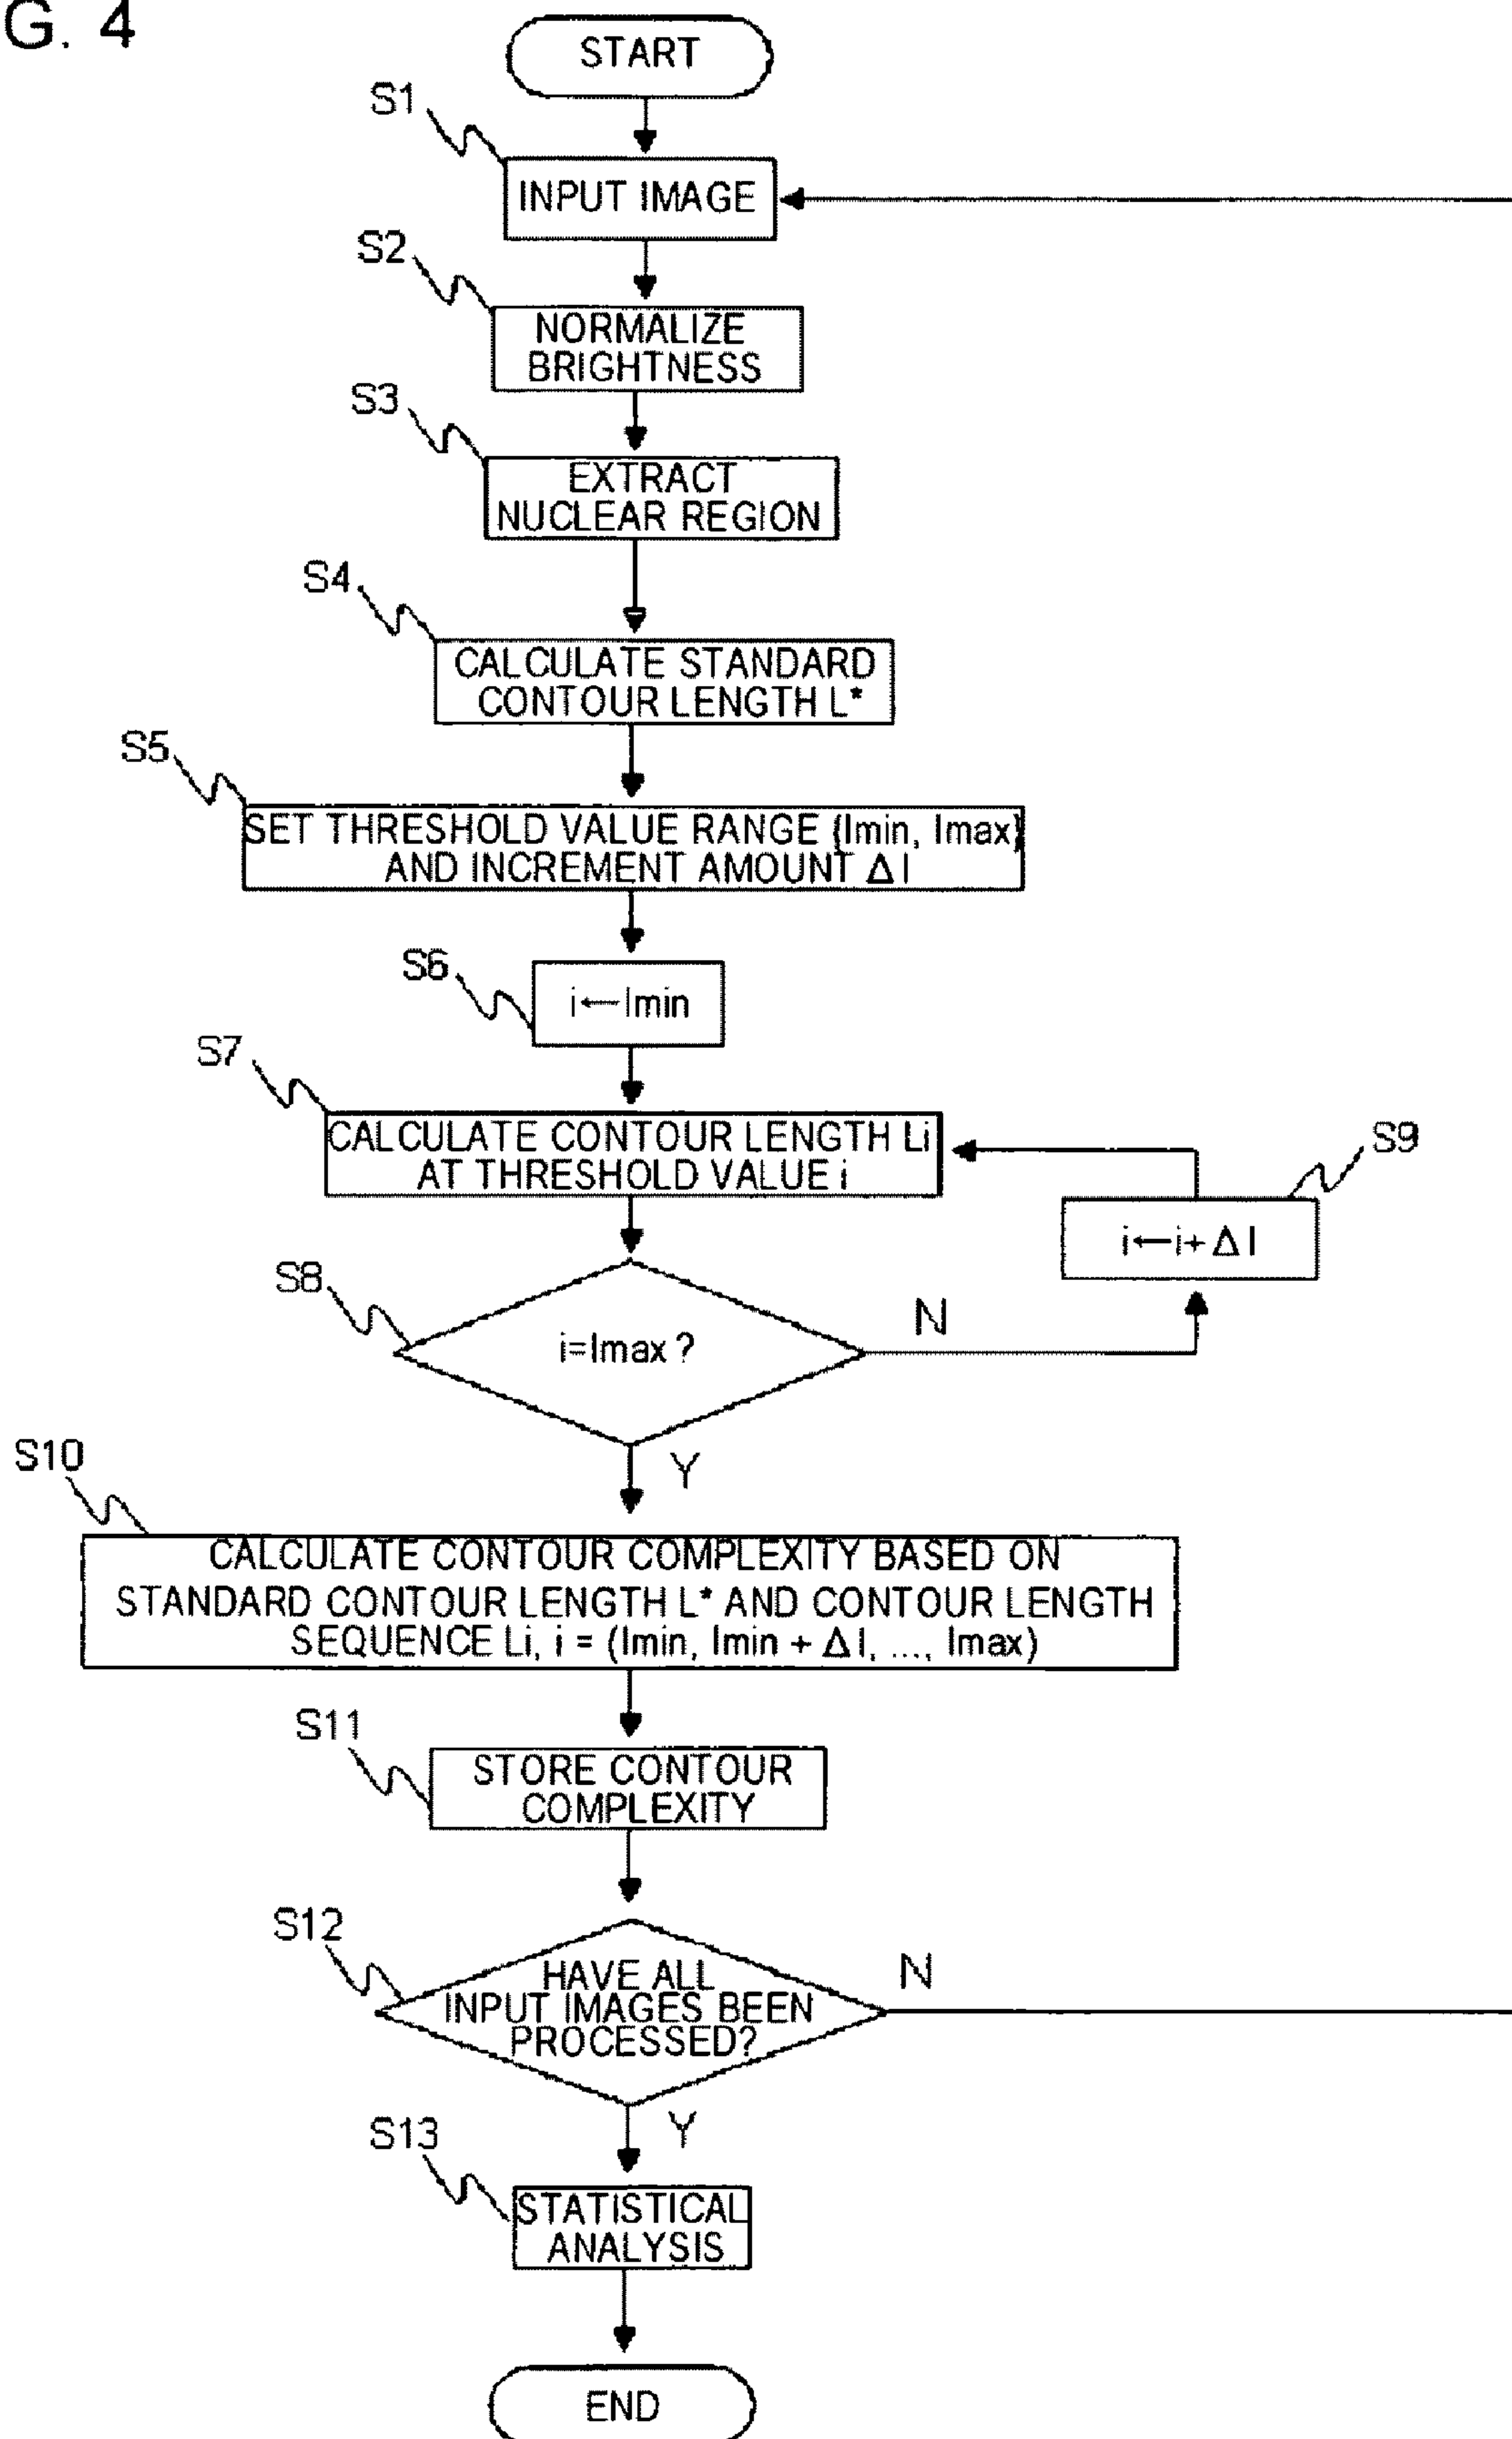 G. 4
START
S1
INPUT IMAGE
S2
NORMALIZE
BRIGHTNESS
S3
EXTRACT
NUCLEAR REGION
S4
CALCULATE STANDARD
CONTOUR LENGTH L*
S5
SET THRESHOLD VALUE RANGE (Imin, Imax)
AND INCREMENT AMOUNT ΔI
S6
i←Imin
S7
CALCULATE CONTOUR LENGTH Li
AT THRESHOLD VALUE i
S9
i←i+ΔI
S8
i=Imax?
N
Y
S10
CALCULATE CONTOUR COMPLEXITY BASED ON
STANDARD CONTOUR LENGTH L* AND CONTOUR LENGTH
SEQUENCE Li, i = (Imin, Imin + ΔI, ..., Imax)
S11
STORE CONTOUR
COMPLEXITY
S12
HAVE ALL
INPUT IMAGES BEEN
PROCESSED?
N
Y
S13
STATISTICAL
ANALYSIS
END